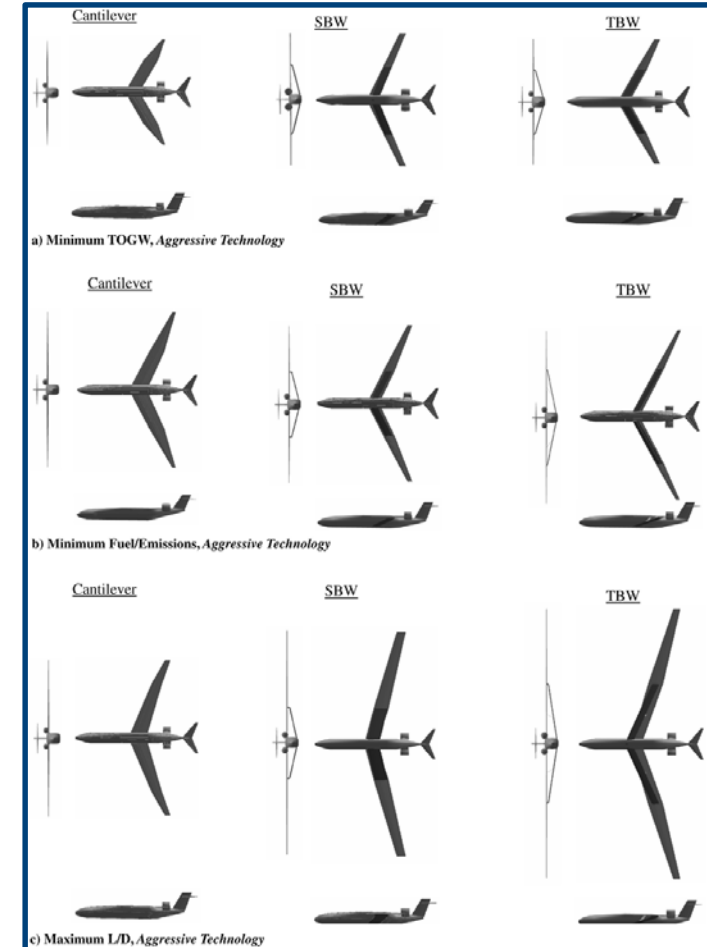 Cantilever SBW TBW
a) Minimum TOGW, Aggressive Technology
Cantilever SBW TBW
b) Minimum Fuel/Emissions, Aggressive Technology
Cantilever SBW TBW
c) Maximum L/D, Aggressive Technology